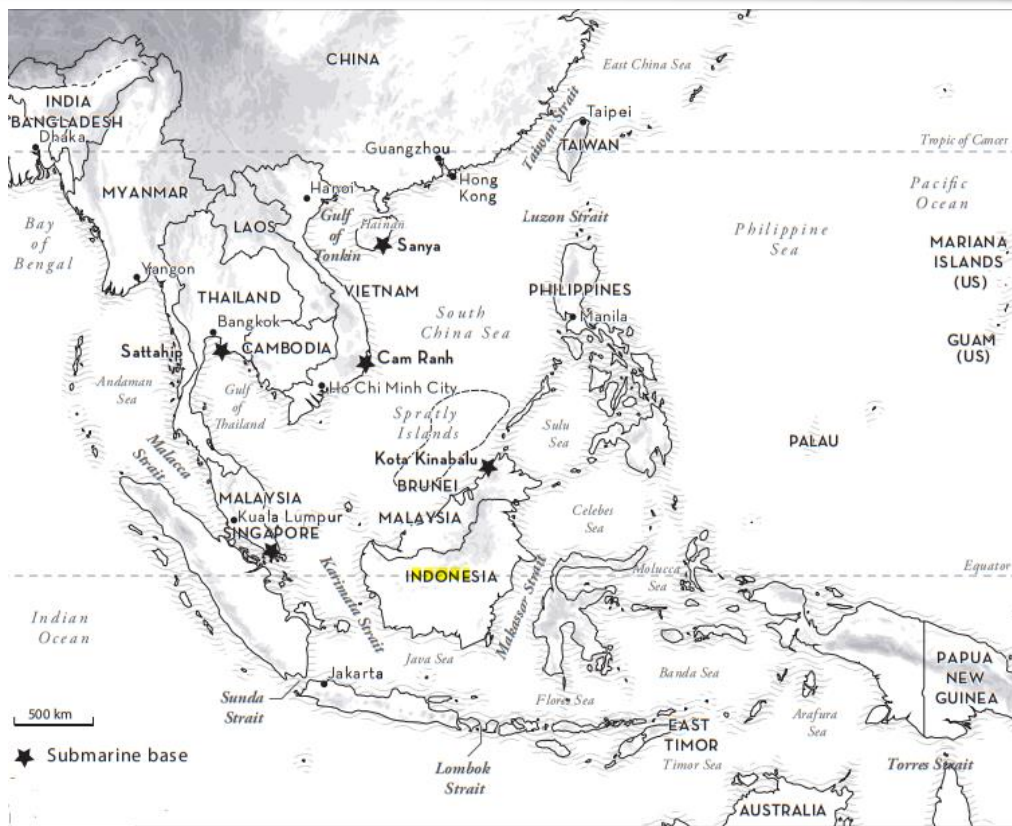 CHINA
East China Sea
INDIA
BANGLADESH
Dhaka
Taiwan Strait
Taipei
TAIWAN
Tropic of Cancer
Guangzhou
Hong
Kong
MYANMAR
Hanoi
Gulf
of
Tonkin
Hainan
Sanya
LAOS
Luzon Strait
Pacific
Ocean
Philippine
Sea
Bay
of
Bengal
Yangon
MARIANA
ISLANDS
(US)
THAILAND
VIETNAM
PHILIPPINES
South
China Sea
Bangkok
Manila
GUAM
(US)
Sattahip
CAMBODIA
Cam Ranh
Andaman
Sea
Gulf
of
Thailand
Ho Chi Minh City
Spratly
Islands
Sulu
Sea
PALAU
Malacca
Strait
Kota Kinabalu
BRUNEI
MALAYSIA
Kuala Lumpur
SINGAPORE
MALAYSIA
Celebes
Sea
Karimata Strait
INDONESIA
Makassar Strait
Molucca
Sea
Equator
Indian
Ocean
Java Sea
Banda Sea
PAPUA
NEW
GUINEA
Jakarta
Sunda
Strait
Flores Sea
Arafura
Sea
500 km
EAST
TIMOR
Timor Sea
Submarine base
Lombok
Strait
Torres Strait
AUSTRALIA